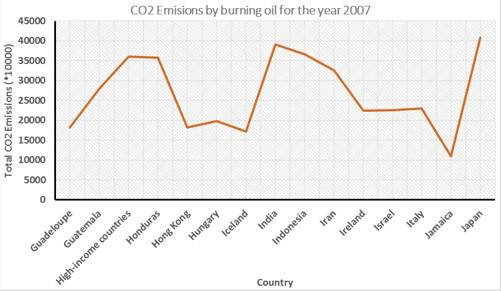 CO2 Emisions by burning oil for the year 2007
Total CO2 Emissions (*10000)
45000
40000
35000
30000
25000
20000
15000
10000
5000
0
Guadeloupe
Guatemala
High-income countries
Honduras
Hong Kong
Hungary
Iceland
India
Indonesia
Iran
Ireland
Israel
Italy
Jamaica
Japan
Country